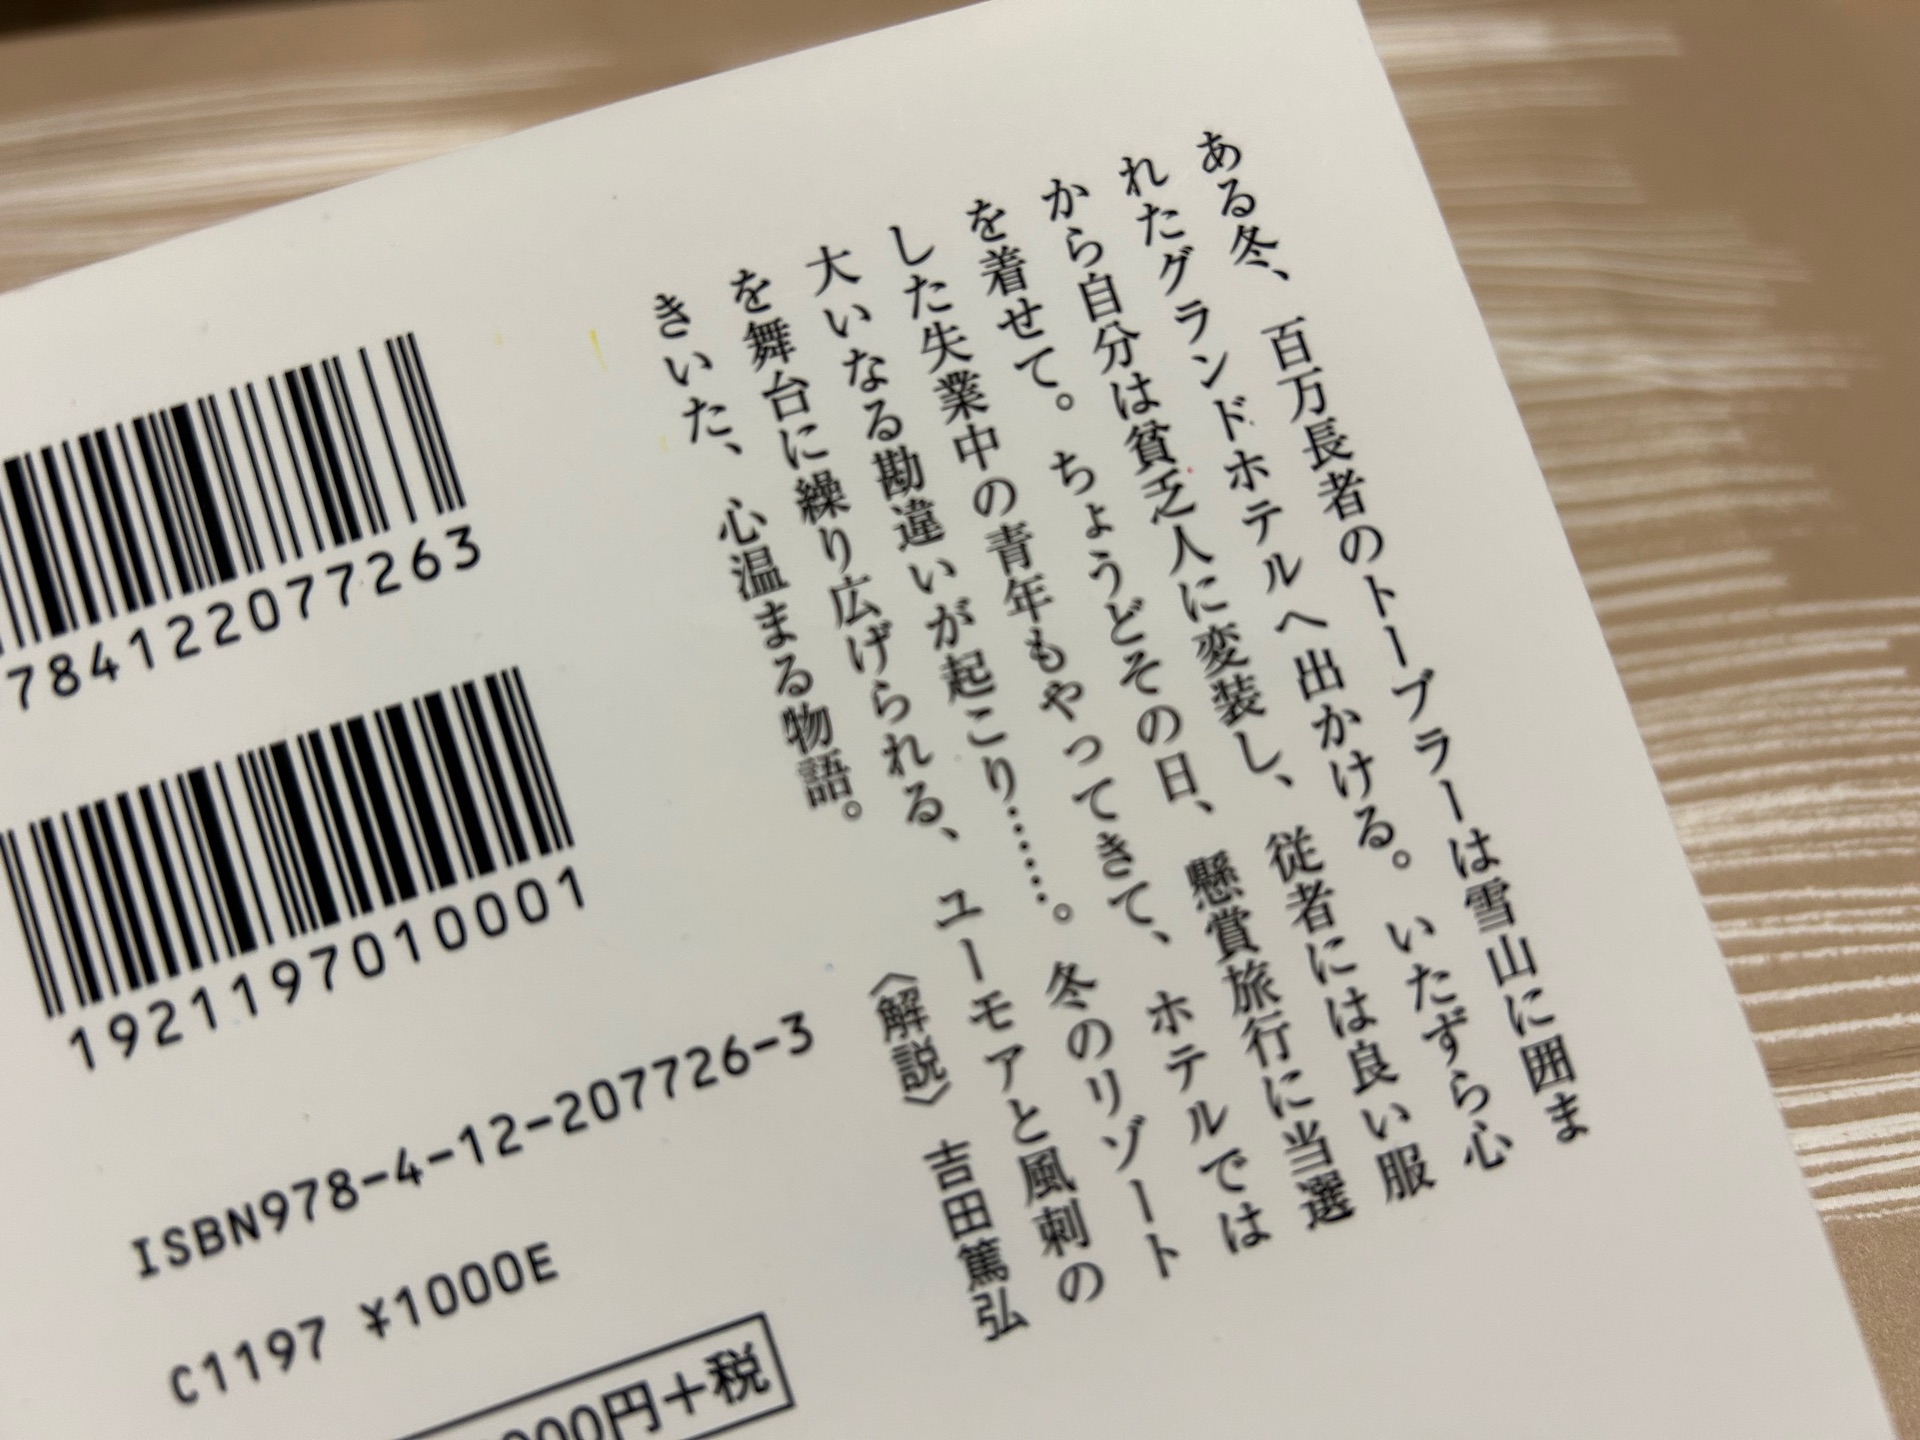 ある冬、百万長者のトーブラーは雪山に囲ま
れたグランドホテルへ出かける。いたずら心
から自分は貧乏人に変装し、従者には良い服
を着せて。ちょうどその日、懸賞旅行に当選
した失業中の青年もやってきて、ホテルでは
大いなる勘違いが起こり……。冬のリゾート
を舞台に繰り広げられる、ユーモアと風刺の
きいた、心温まる物語。
〈解説〉吉田篤弘
784122077263
1921197010001
ISBN978-4-12-207726-3
C1197 ¥1000E
000円+税